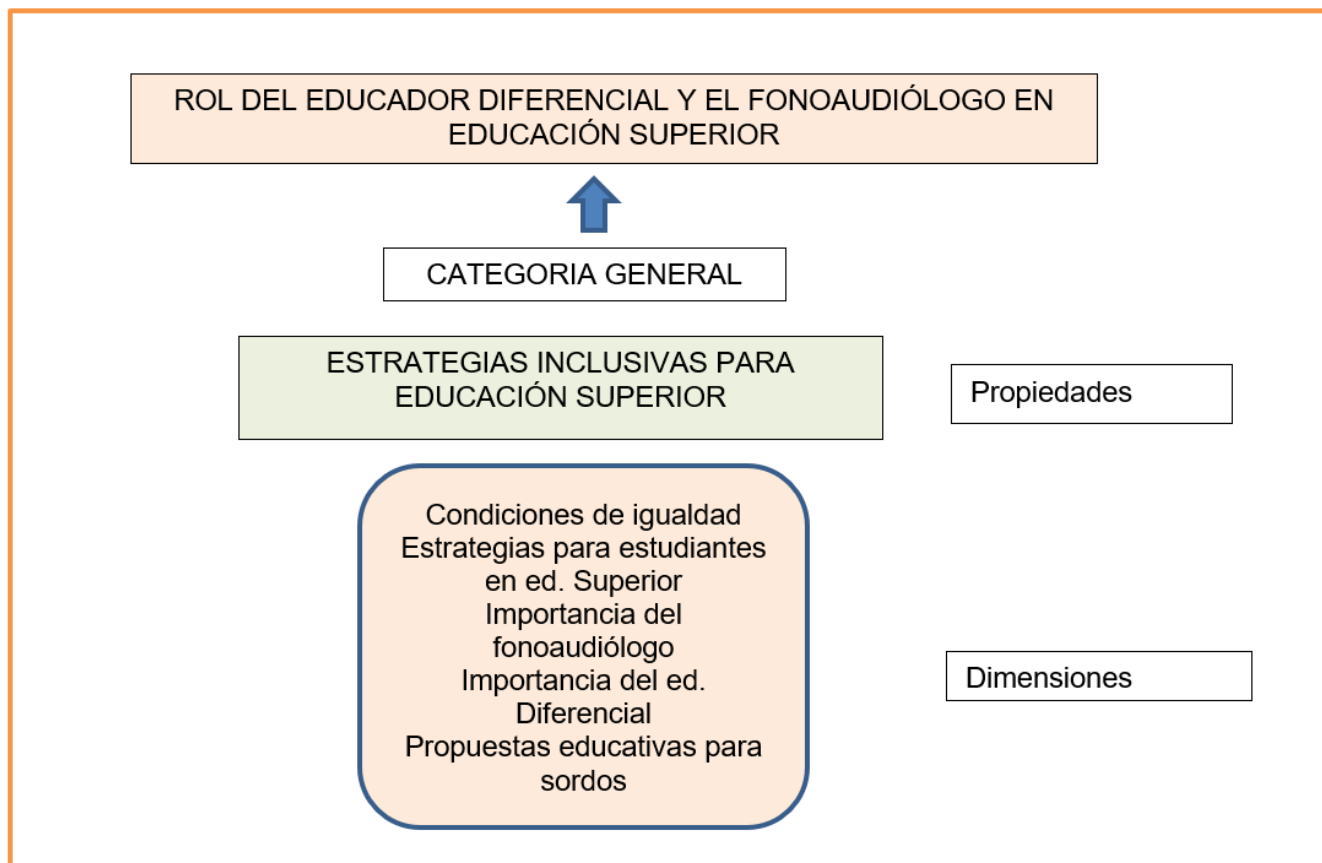 ROL DEL EDUCADOR DIFERENCIAL Y EL FONOAUDIÓLOGO EN
EDUCACIÓN SUPERIOR
CATEGORIA GENERAL
ESTRATEGIAS INCLUSIVAS PARA
EDUCACIÓN SUPERIOR
Propiedades
Condiciones de igualdad
Estrategias para estudiantes
en ed. Superior
Importancia del
fonoaudiólogo
Importancia del ed.
Diferencial
Propuestas educativas para
sordos
Dimensiones